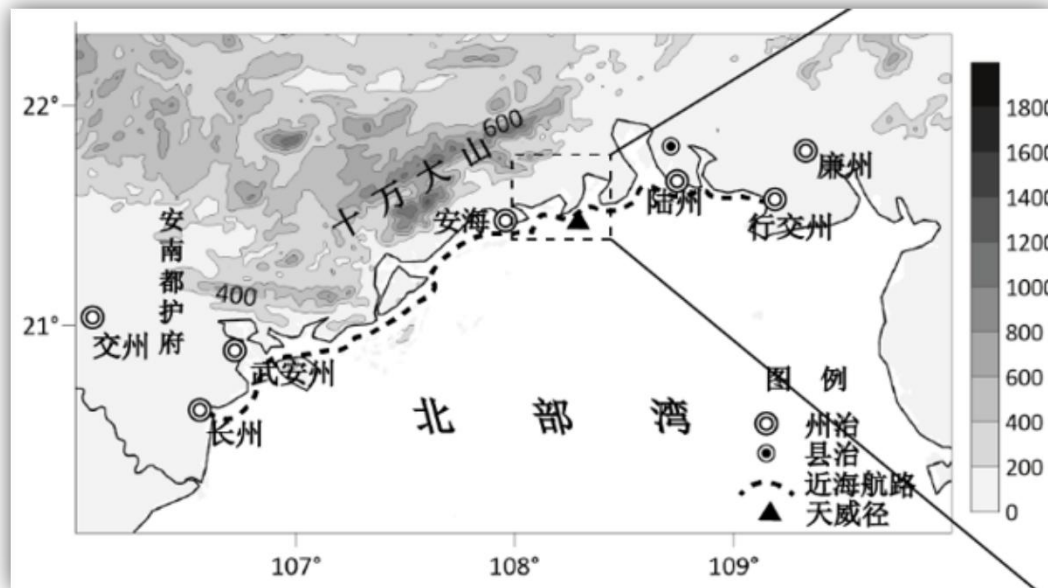 22°
21°
107°
108°
109°
十万大山
600
400
安南都护府
安海
陆州
廉州
行交州
交州
武安州
长州
北部湾
图 例
州治
县治
近海航路
天威径
1800
1600
1400
1200
1000
800
600
400
200
0